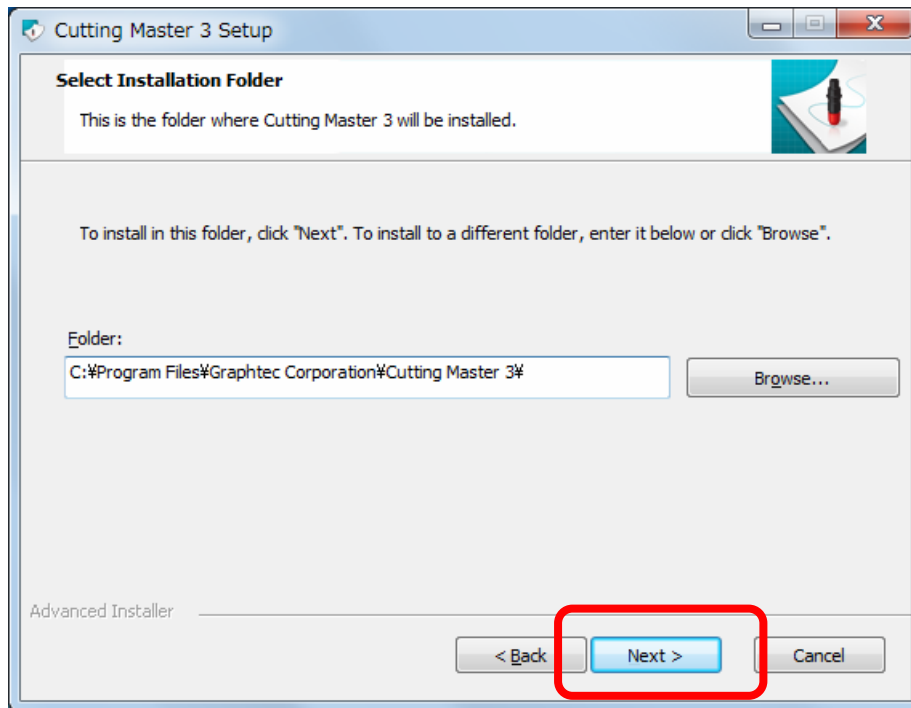 Cutting Master 3 Setup
Select Installation Folder
This is the folder where Cutting Master 3 will be installed.
To install in this folder, click "Next". To install to a different folder, enter it below or click "Browse".
Folder:
C:¥Program Files¥Graphtec Corporation¥Cutting Master 3¥
Browse...
Advanced Installer
< Back
Next >
Cancel